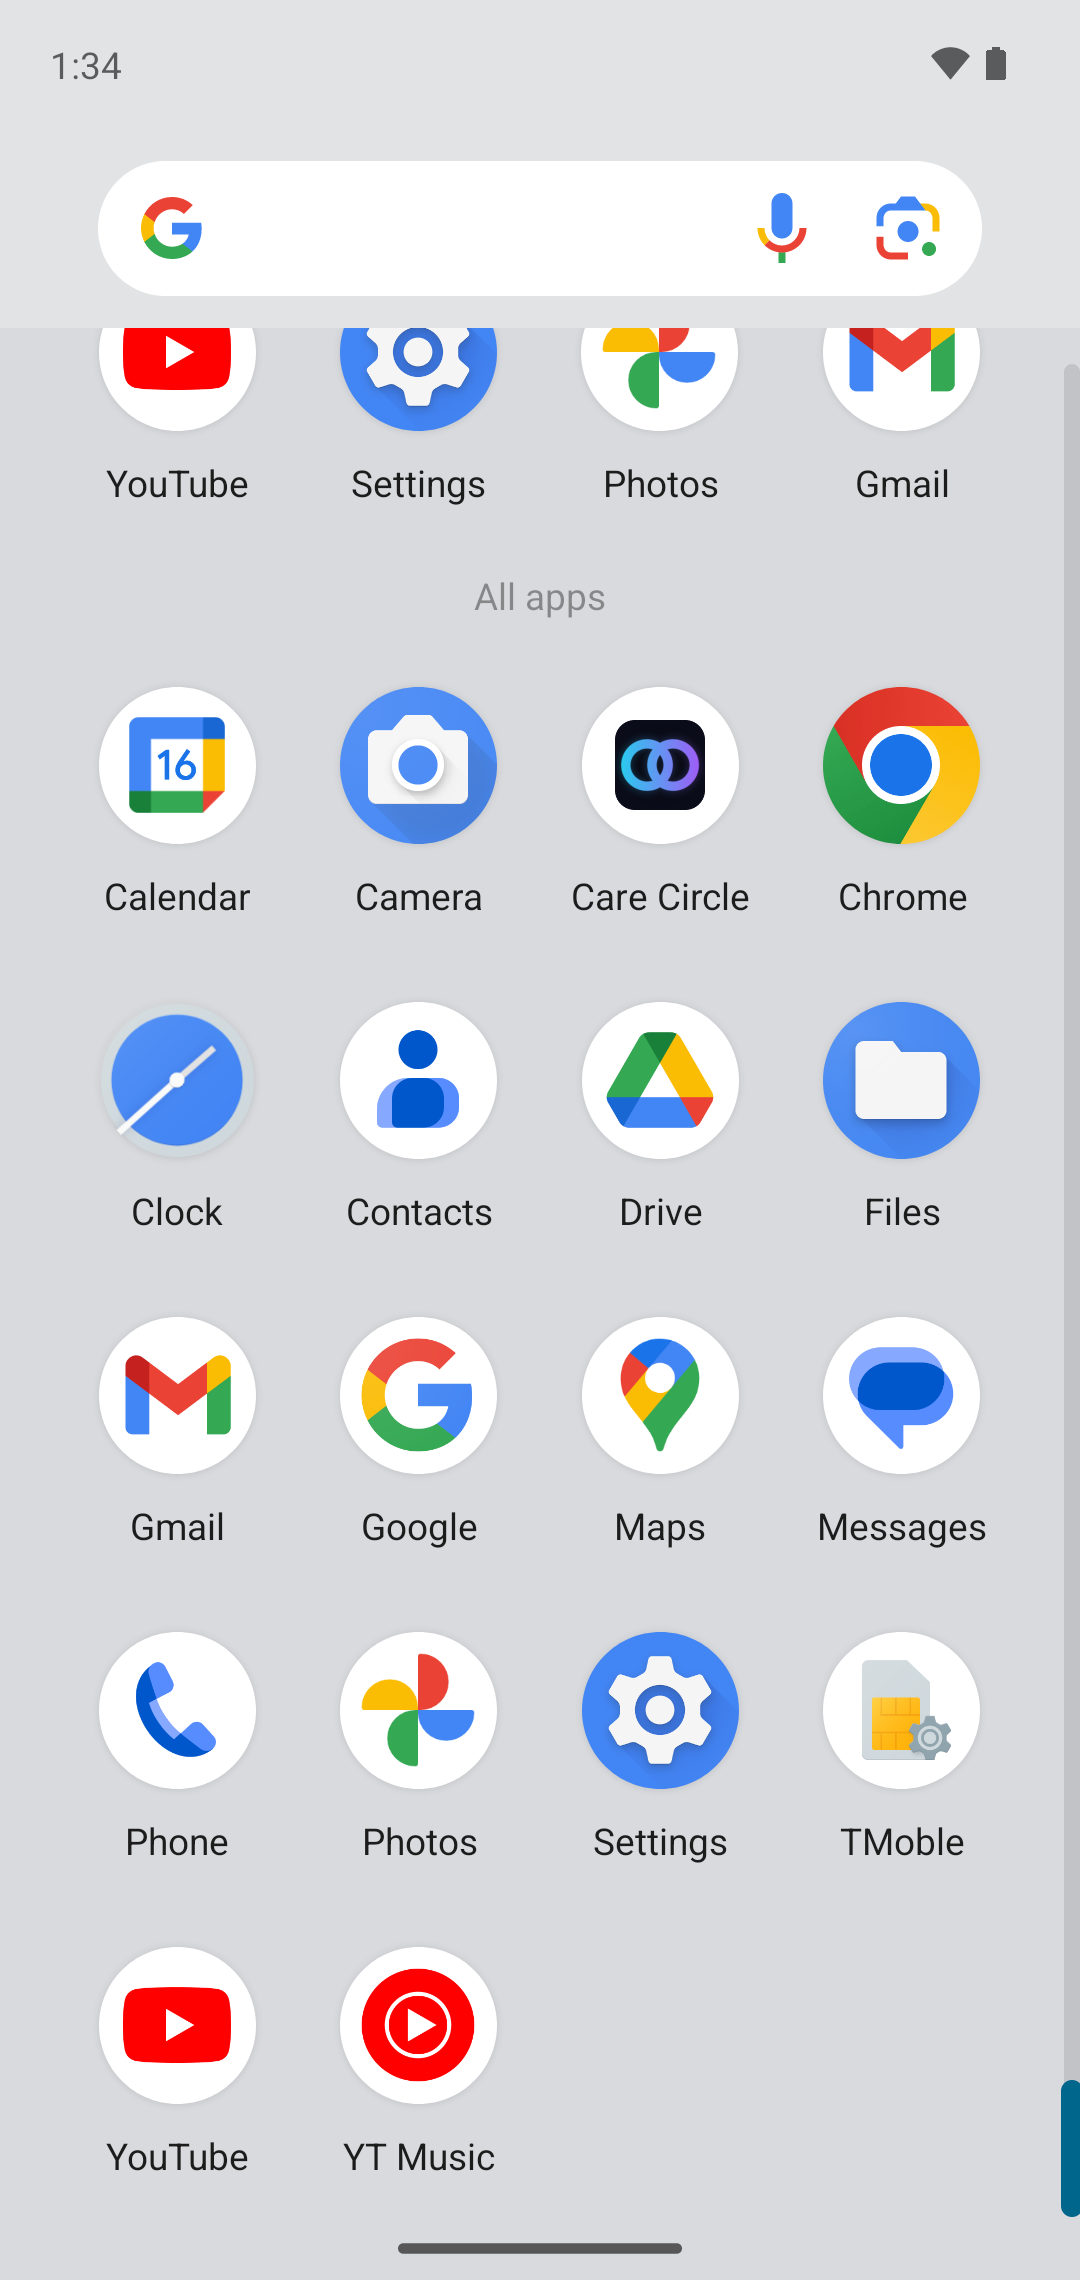 1:34
YouTube Settings Photos Gmail
All apps
16
Calendar Camera Care Circle Chrome
Clock Contacts Drive Files
Gmail Google Maps Messages
Phone Photos Settings TMoble
YouTube YT Music